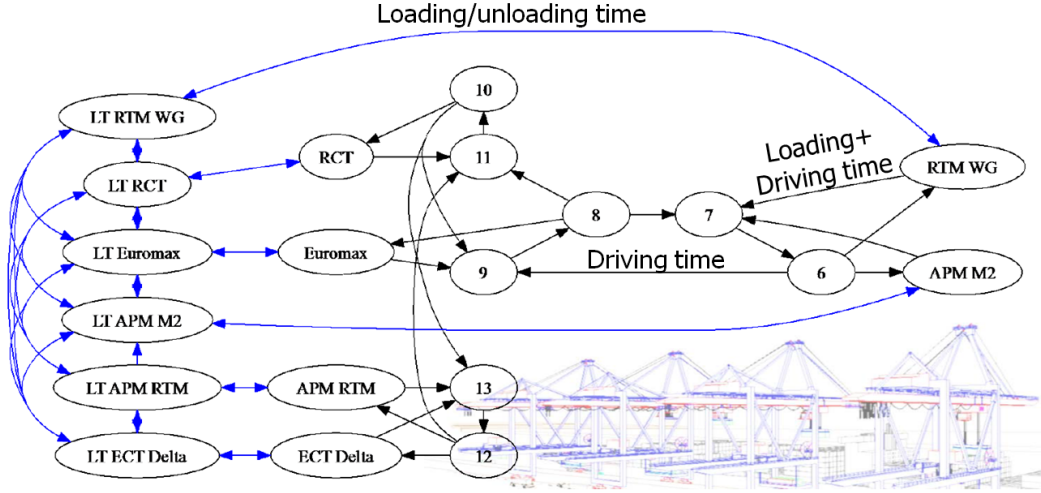 Loading/unloading time
10
LT RTM WG
RCT
11
Loading+
Driving time
RTM WG
LT RCT
8
7
LT Euromax
Euromax
9
Driving time
6
APM M2
LT APM M2
LT APM RTM
APM RTM
13
LT ECT Delta
ECT Delta
12